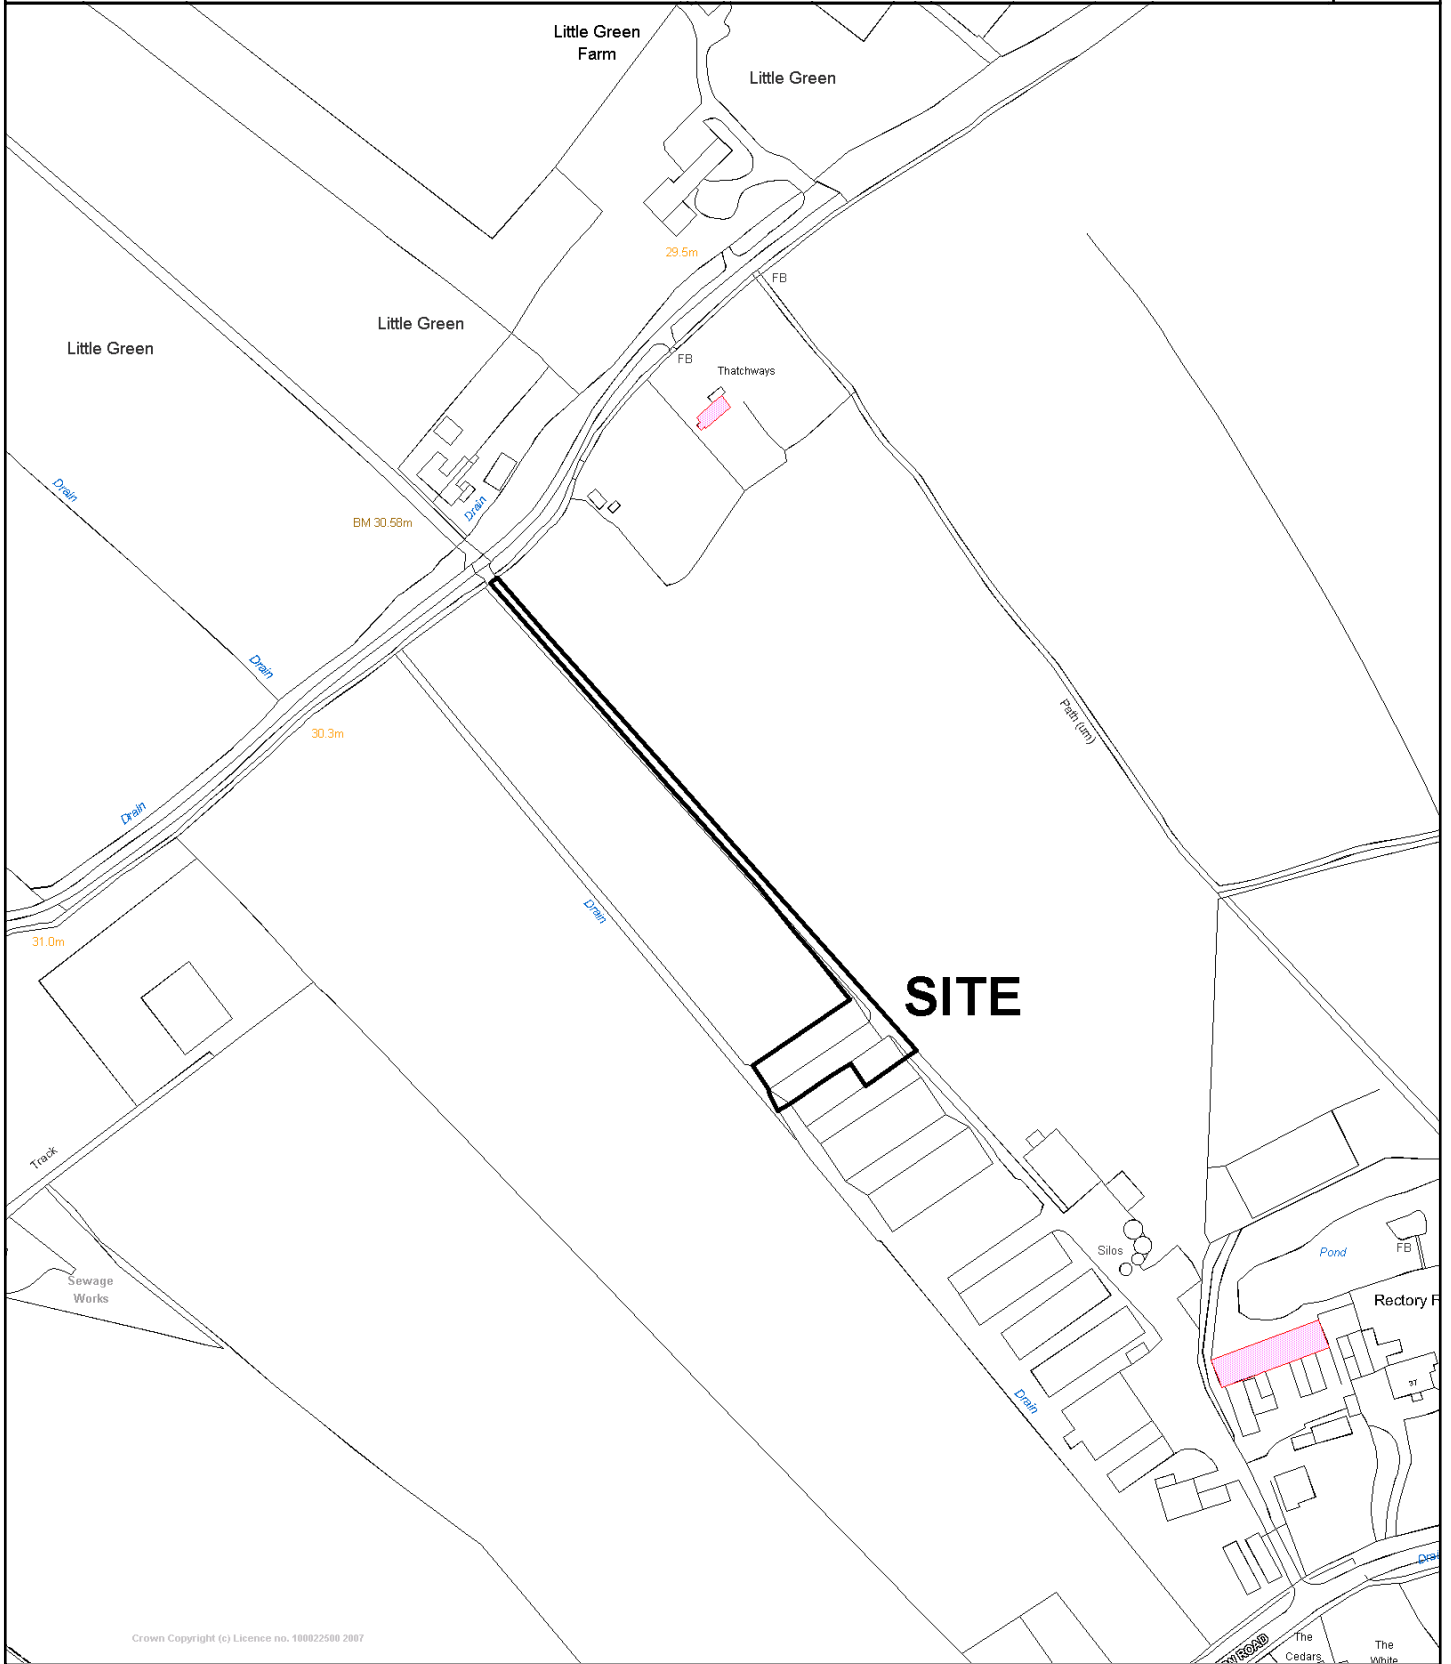 Little Green
Farm
Little Green
29.5m
FB
Little Green
Little Green
FB
Thatchways
Drain
Drain
BM 30.58m
Drain
Path (um)
30.3m
Drain
Drain
31.0m
SITE
Track
Silos
Pond
FB
Sewage
Works
Rectory
Drain
Crown Copyright (c) Licence no. 100022500 2007
ROAD
The
Cedars
The
White